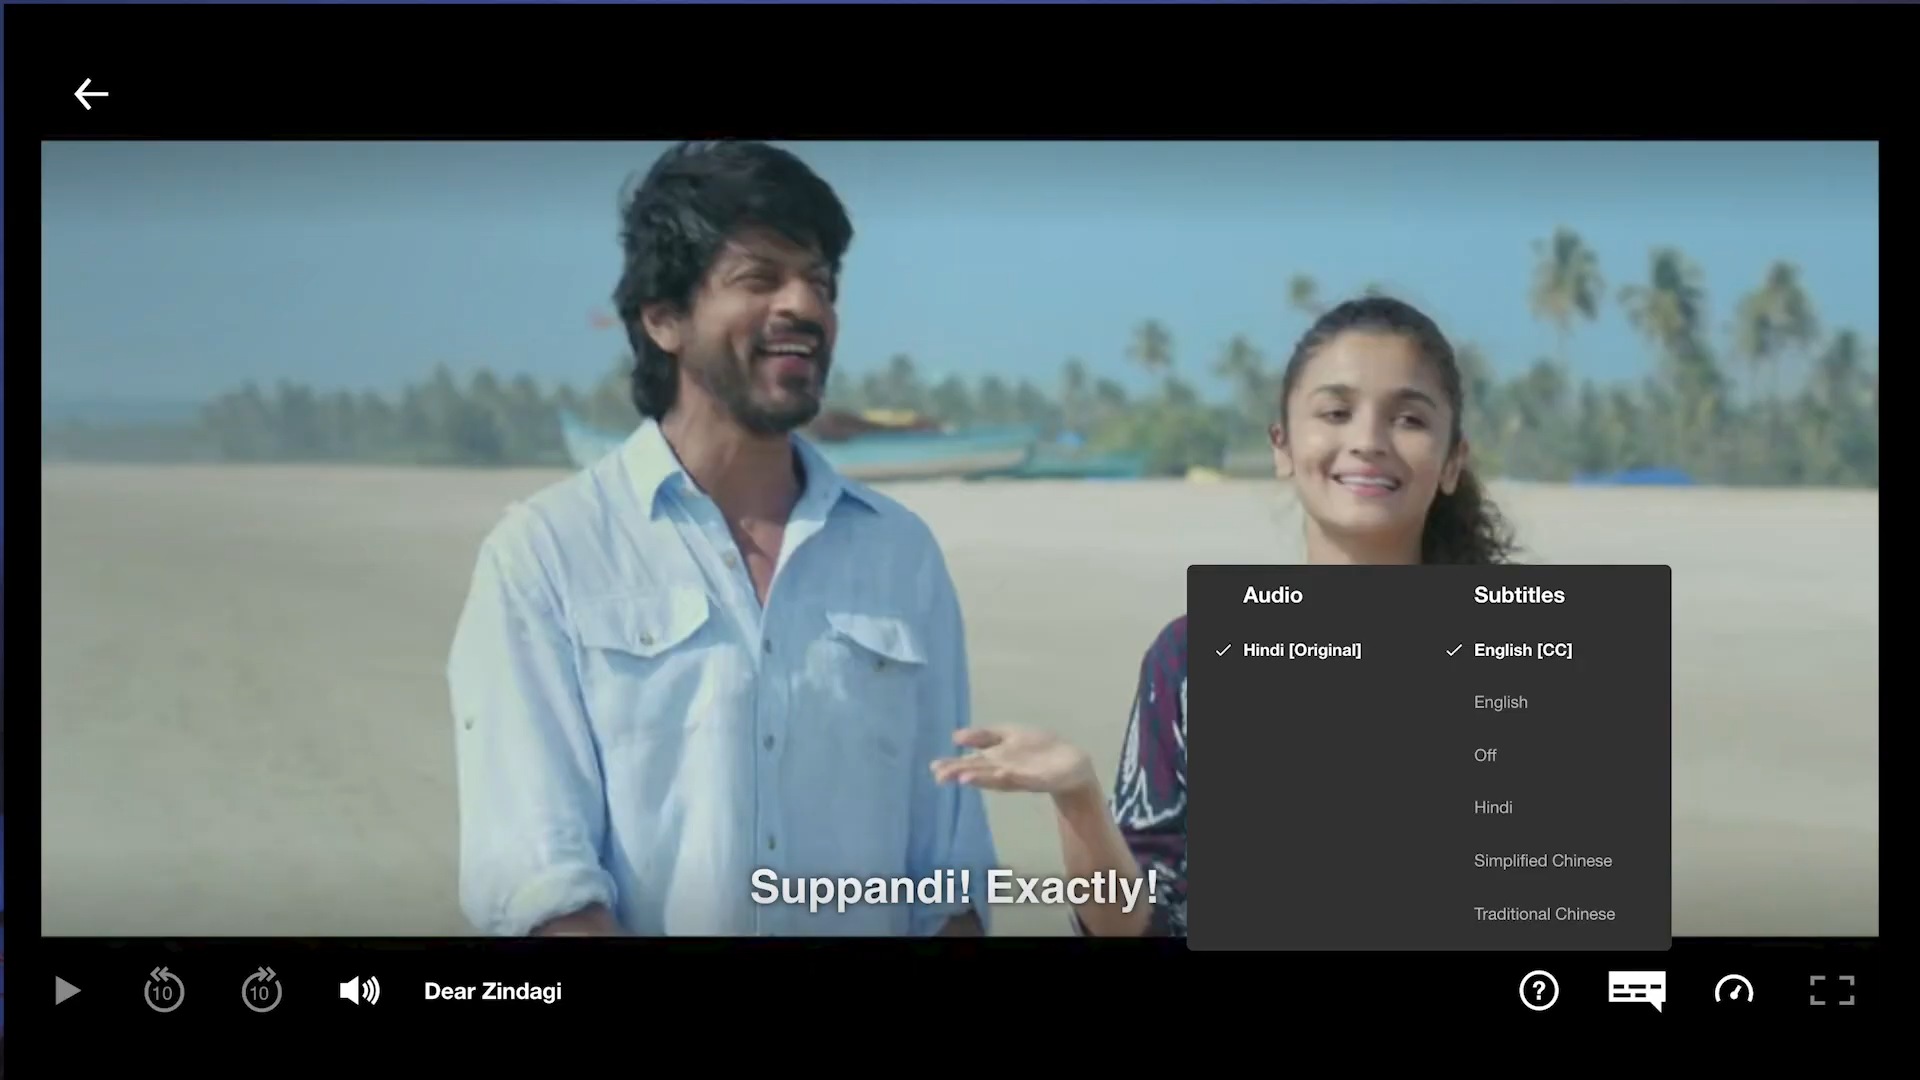 Audio
Hindi [Original]
Subtitles
English [CC]
English
Off
Hindi
Simplified Chinese
Traditional Chinese
Suppandi! Exactly!
10
10
Dear Zindagi
?